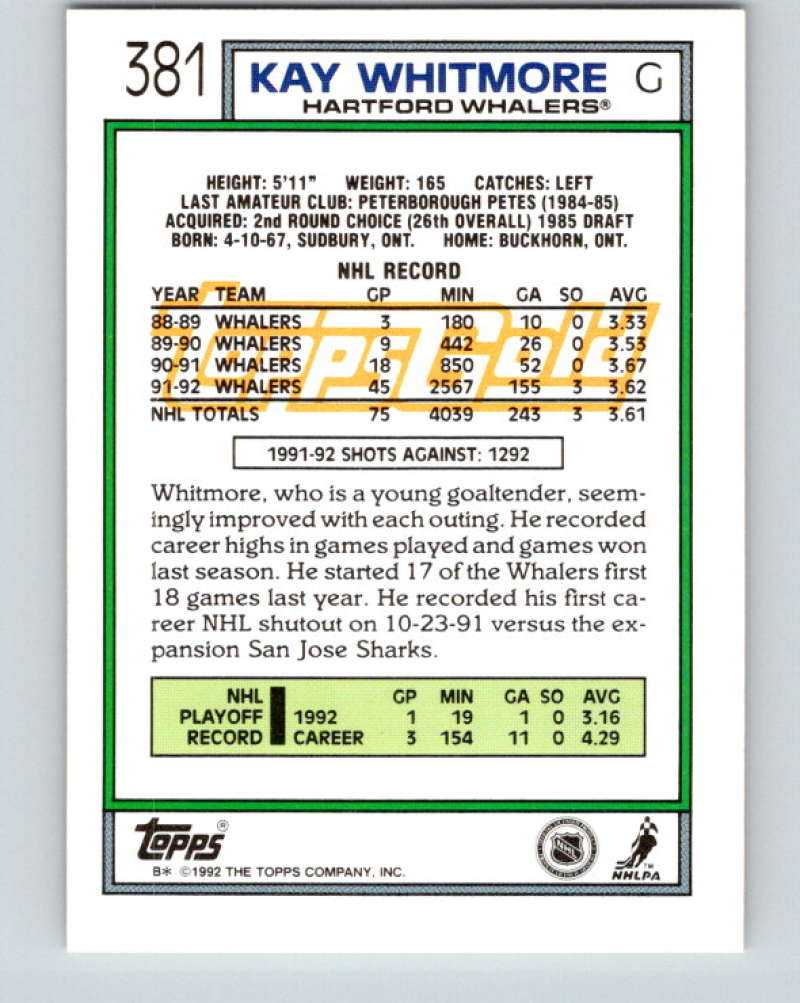 381 KAY WHITMORE G
HARTFORD WHALERS®
HEIGHT: 5'11" WEIGHT: 165 CATCHES: LEFT
LAST AMATEUR CLUB: PETERBOROUGH PETES (1984-85)
ACQUIRED: 2nd ROUND CHOICE (26th OVERALL) 1985 DRAFT
BORN: 4-10-67, SUDBURY, ONT. HOME: BUCKHORN, ONT.
NHL RECORD
YEAR TEAM GP MIN GA SO AVG
88-89 WHALERS 3 180 10 0 3.33
89-90 WHALERS 9 442 26 0 3.53
90-91 WHALERS 18 850 52 0 3.67
91-92 WHALERS 45 2567 155 3 3.62
NHL TOTALS 75 4039 243 3 3.61
ToppsGold
1991-92 SHOTS AGAINST: 1292
Whitmore, who is a young goaltender, seem-
ingly improved with each outing. He recorded
career highs in games played and games won
last season. He started 17 of the Whalers first
18 games last year. He recorded his first ca-
reer NHL shutout on 10-23-91 versus the ex-
pansion San Jose Sharks.
NHL GP MIN GA SO AVG
PLAYOFF 1992 1 19 1 0 3.16
RECORD CAREER 3 154 11 0 4.29
Topps®
B* ©1992 THE TOPPS COMPANY, INC.
NHL
™
NHLPA